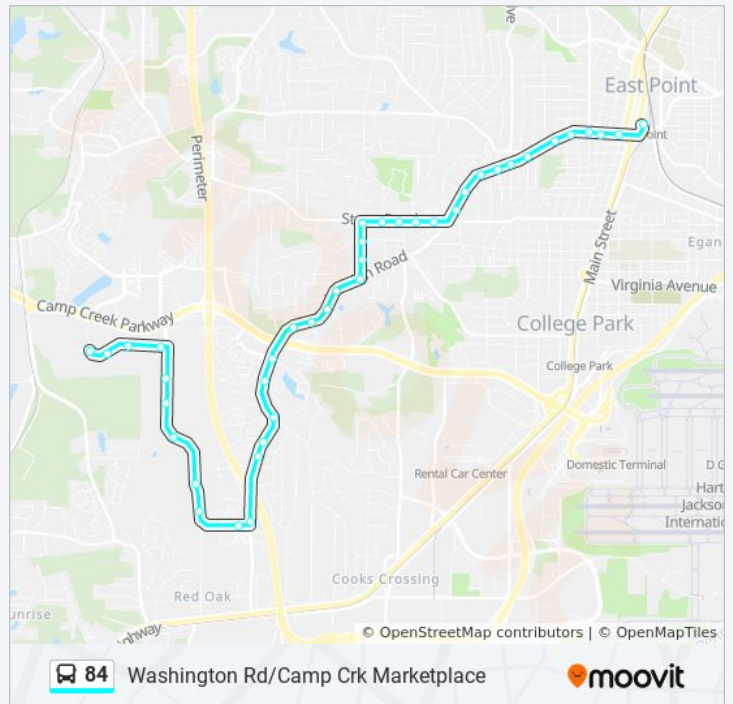 East Point
Perimeter
Main Street
Egan
Virginia Avenue
Camp Creek Parkway
College Park
College Park
Rental Car Center
Domestic Terminal
Cooks Crossing
Red Oak
© OpenStreetMap contributors | © OpenMapTiles
84 Washington Rd/Camp Crk Marketplace
moovit